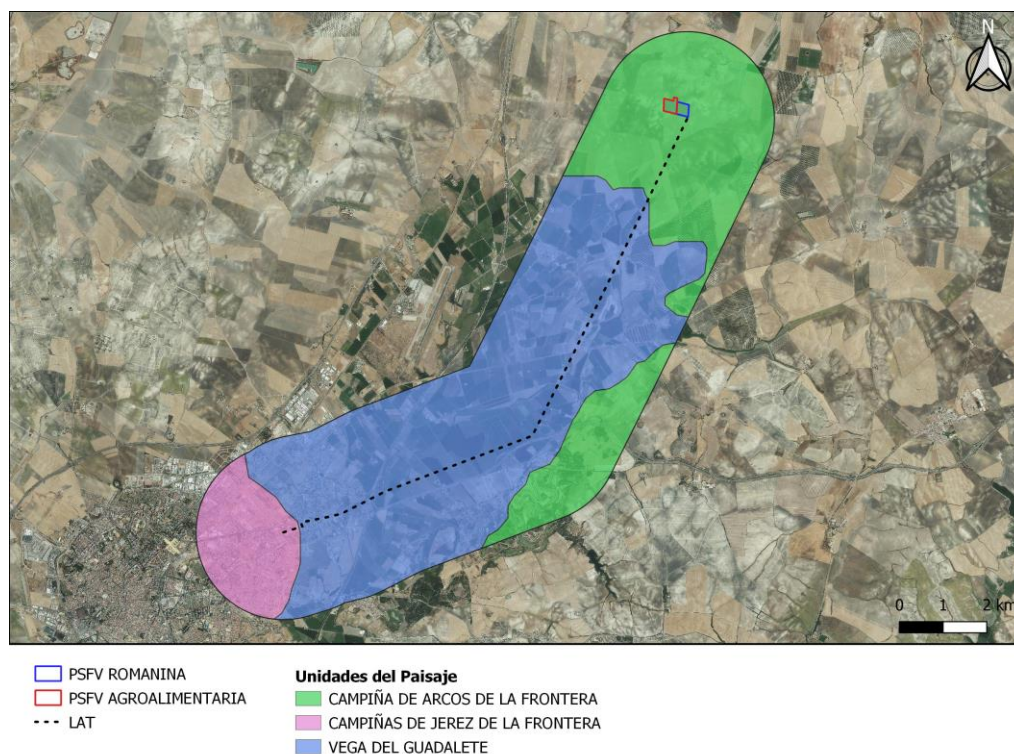 N
0 1 2 km
PSFV ROMANINA
PSFV AGROALIMENTARIA
LAT
Unidades del Paisaje
CAMPIÑA DE ARCOS DE LA FRONTERA
CAMPIÑAS DE JEREZ DE LA FRONTERA
VEGA DEL GUADALETE